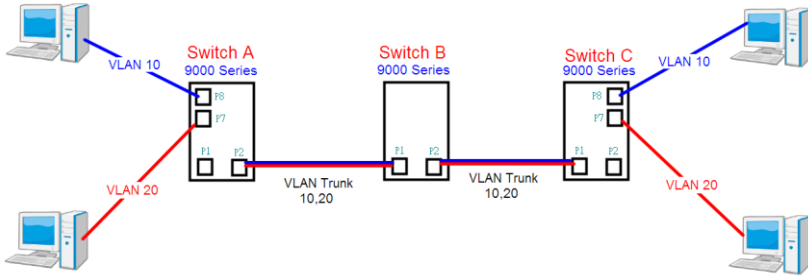 Switch A
9000 Series
Switch B
9000 Series
Switch C
9000 Series
VLAN 10
VLAN 10
P8
P7
P8
P7
P1
P2
P1
P2
P1
P2
VLAN 20
VLAN Trunk
10,20
VLAN Trunk
10,20
VLAN 20